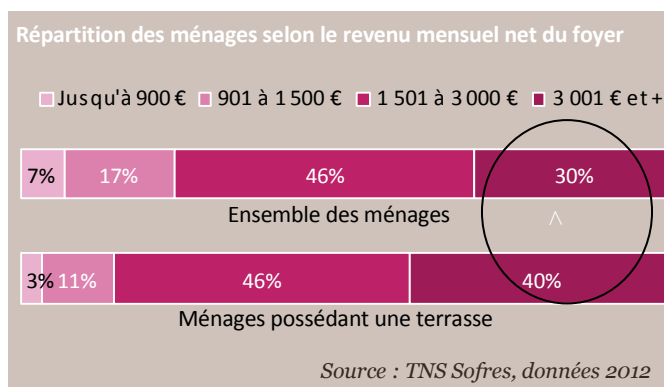 Répartition des ménages selon le revenu mensuel net du foyer
Jusqu'à 900 € 901 à 1 500 € 1 501 à 3 000 € 3 001 € et +
7% 17% 46% 30%
Ensemble des ménages
3% 11% 46% 40%
Ménages possédant une terrasse
Source : TNS Sofres, données 2012